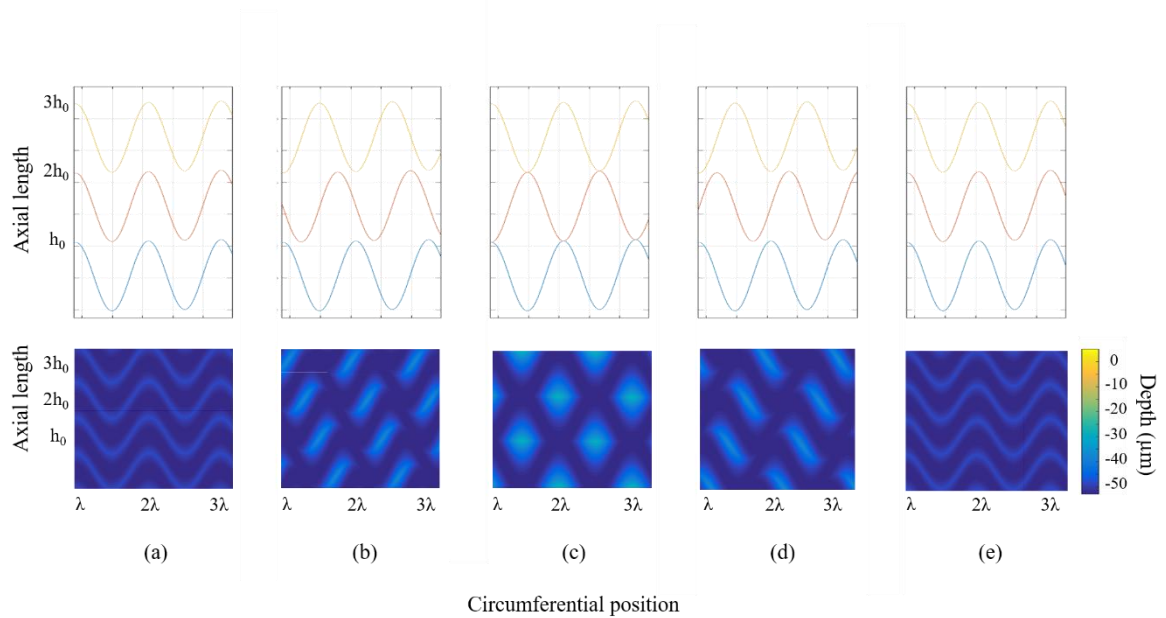 Axial length
3h₀
2h₀
h₀
Axial length
3h₀
2h₀
h₀
0
-10
-20
-30
-40
-50
Depth (μm)
λ 2λ 3λ λ 2λ 3λ λ 2λ 3λ λ 2λ 3λ λ 2λ 3λ
(a) (b) (c) (d) (e)
Circumferential position